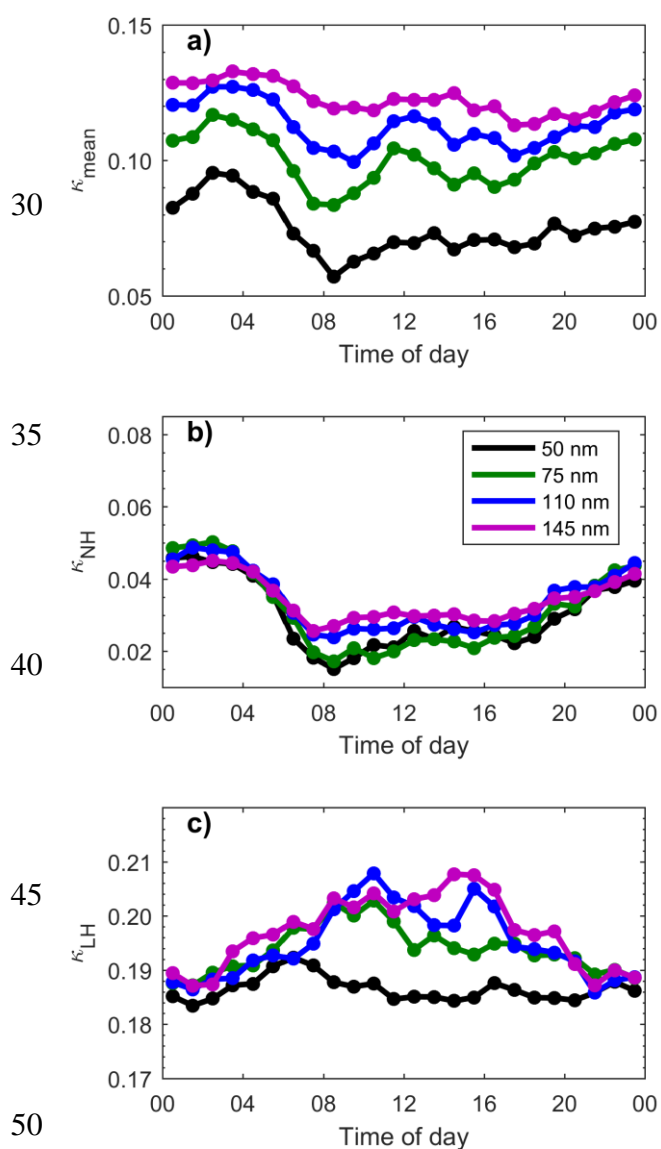 a)
0.15
0.10
0.05
κmean
00 04 08 12 16 20 00
Time of day
30
35
b)
0.08
0.06
0.04
0.02
κNH
50 nm
75 nm
110 nm
145 nm
00 04 08 12 16 20 00
Time of day
40
c)
0.21
0.20
0.19
0.18
0.17
κLH
45
00 04 08 12 16 20 00
Time of day
50